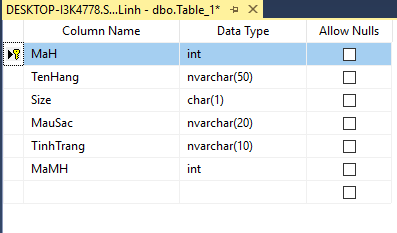 DESKTOP-I3K4778.S...Linh - dbo.Table_1*
Column Name Data Type Allow Nulls
MaH int
TenHang nvarchar(50)
Size char(1)
MauSac nvarchar(20)
TinhTrang nvarchar(10)
MaMH int